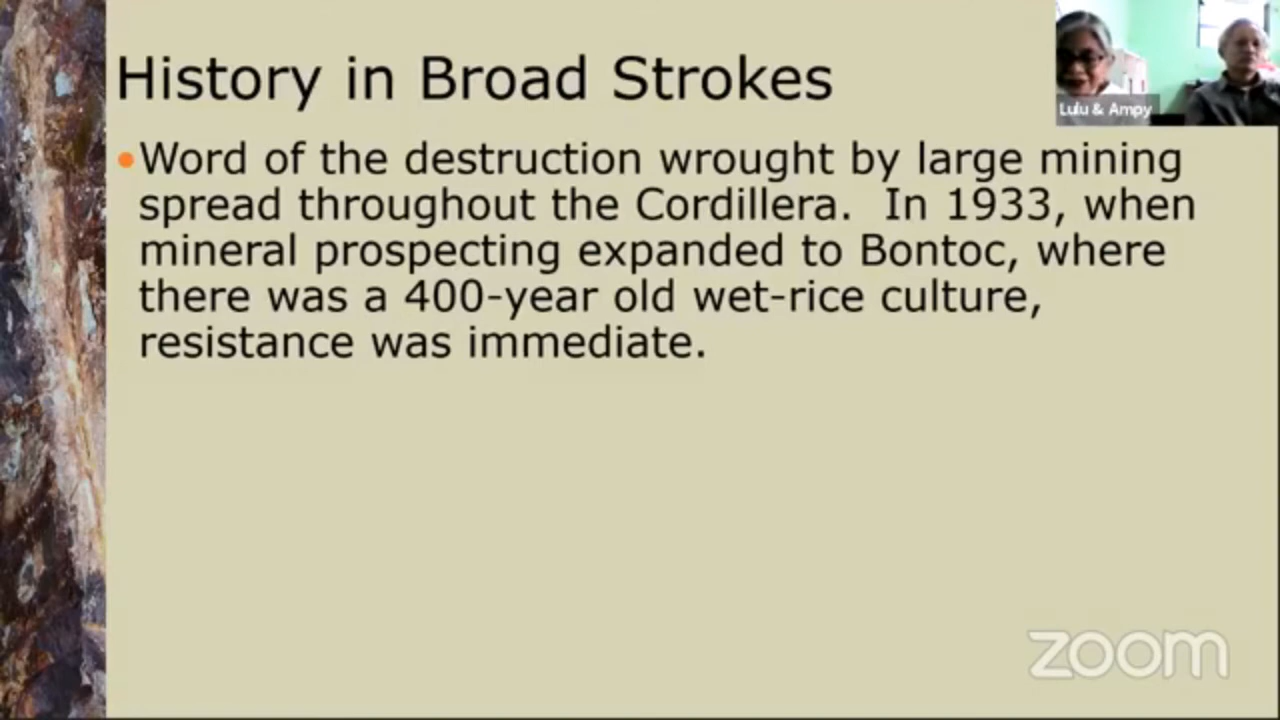 History in Broad Strokes
Lulu & Ampy
•Word of the destruction wrought by large mining
spread throughout the Cordillera.  In 1933, when
mineral prospecting expanded to Bontoc, where
there was a 400-year old wet-rice culture,
resistance was immediate.
zoom